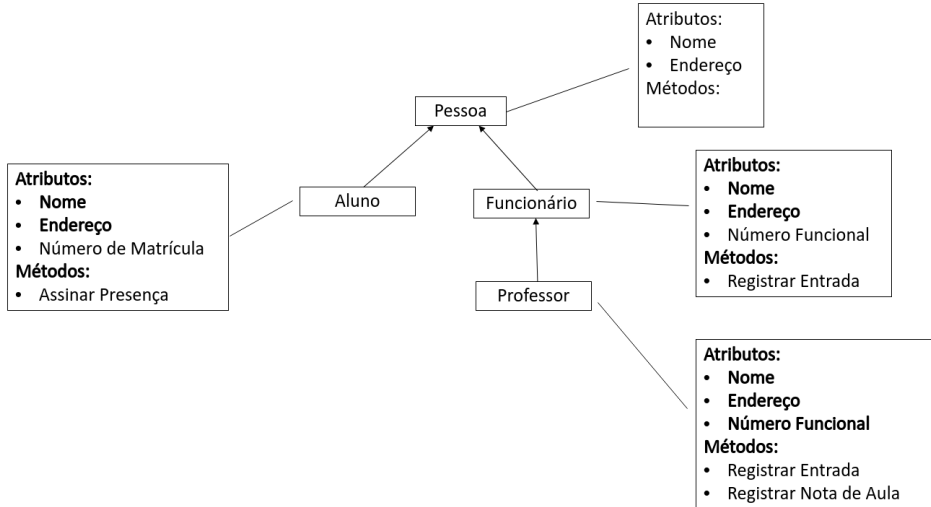 Atributos:
• Nome
• Endereço
Métodos:
Pessoa
Atributos:
• Nome
• Endereço
• Número de Matrícula
Métodos:
• Assinar Presença
Aluno
Funcionário
Atributos:
• Nome
• Endereço
• Número Funcional
Métodos:
• Registrar Entrada
Professor
Atributos:
• Nome
• Endereço
• Número Funcional
Métodos:
• Registrar Entrada
• Registrar Nota de Aula